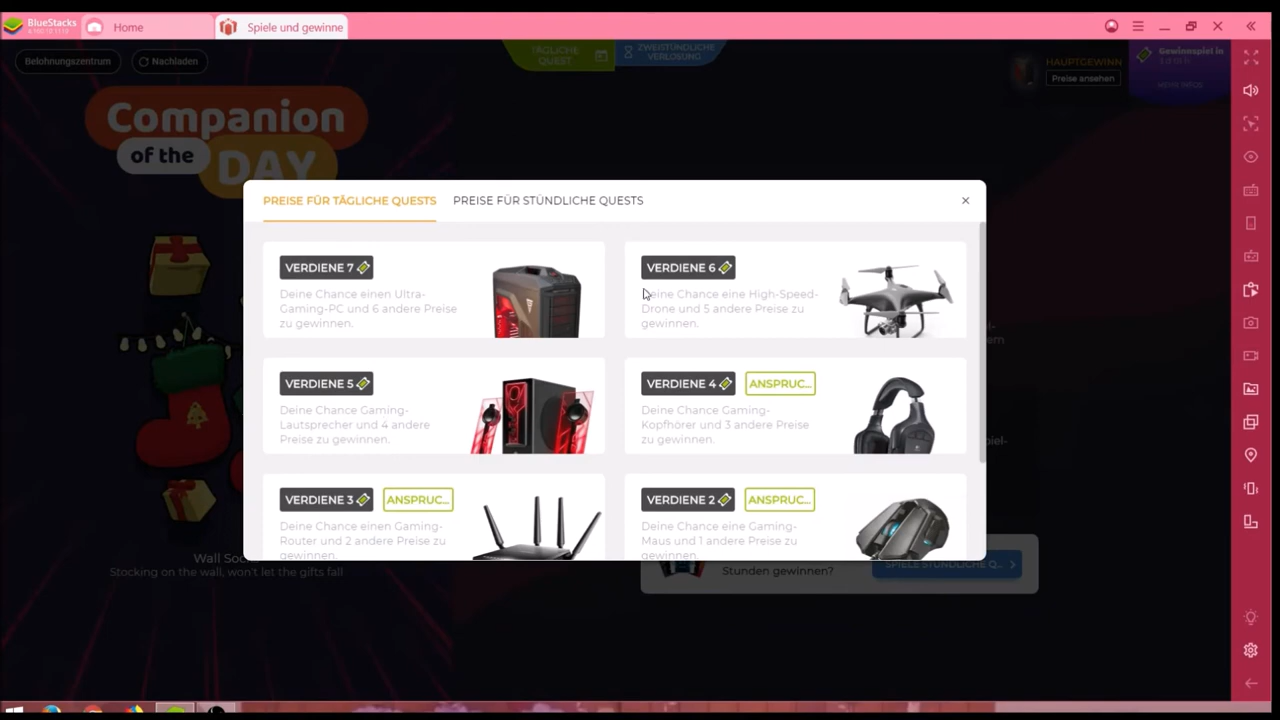 BlueStacks
Home
Spiele und gewinne
Belohnungszentrum
Nachladen
TÄGLICHE
QUEST
ZWEISTÜNDLICHE
VERLOSUNG
HAUPTGEWINN
Preise ansehen
Gewinnspiel in
Companion
of the
DAY
PREISE FÜR TÄGLICHE QUESTS
PREISE FÜR STÜNDLICHE QUESTS
VERDIENE 7
Deine Chance einen Ultra-
Gaming-PC und 6 andere Preise
zu gewinnen.
VERDIENE 6
Deine Chance eine High-Speed-
Drone und 5 andere Preise zu
gewinnen.
VERDIENE 5
Deine Chance Gaming-
Lautsprecher und 4 andere
Preise zu gewinnen.
VERDIENE 4
ANSPRUC...
Deine Chance Gaming-
Kopfhörer und 3 andere Preise
zu gewinnen.
VERDIENE 3
ANSPRUC...
Deine Chance einen Gaming-
Router und 2 andere Preise zu
gewinnen.
VERDIENE 2
ANSPRUC...
Deine Chance eine Gaming-
Maus und 1 andere Preise zu
gewinnen.
Wall Soc
Stocking on the wall, won't let the gifts fall
Stunden gewinnen?
SPIELE STÜNDLICHE Q...